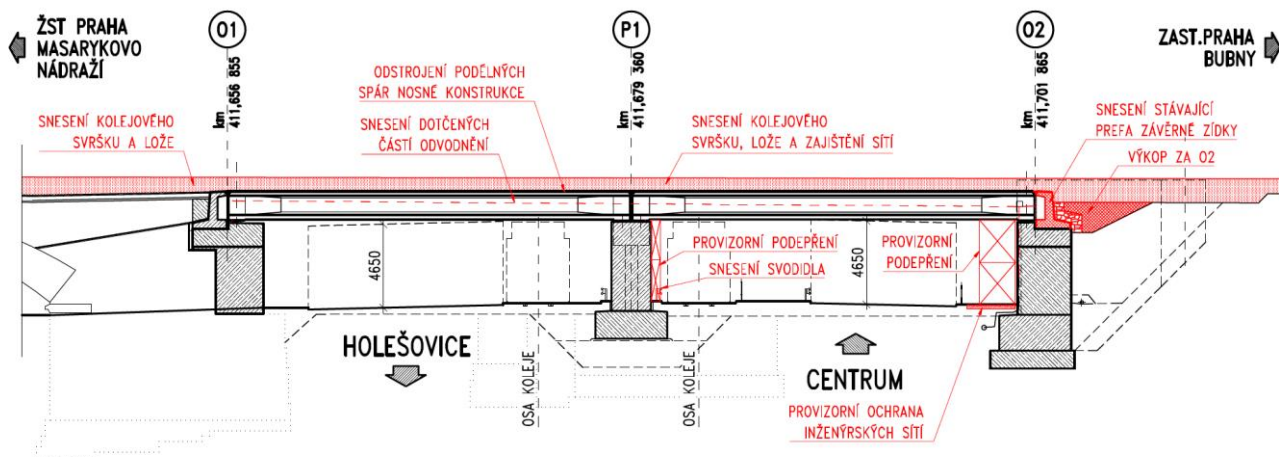 ŽST PRAHA
MASARYKOVO
NÁDRAŽÍ
O1
km 411,656 855
P1
km 411,679 360
O2
km 411,701 865
ZAST.PRAHA
BUBNY
ODSTROJENÍ PODÉLNÝCH
SPÁR NOSNÉ KONSTRUKCE
SNESENÍ KOLEJOVÉHO
SVRŠKU A LOŽE
SNESENÍ DOTČENÝCH
ČÁSTÍ ODVODNĚNÍ
SNESENÍ KOLEJOVÉHO
SVRŠKU, LOŽE A ZAJIŠTĚNÍ SÍTÍ
SNESENÍ STÁVAJÍCÍ
PREFA ZÁVĚRNÉ ZÍDKY
VÝKOP ZA O2
4650
PROVIZORNÍ PODEPŘENÍ
SNESENÍ SVODIDLA
4650
PROVIZORNÍ
PODEPŘENÍ
HOLEŠOVICE
OSA KOLEJE
OSA KOLEJE
CENTRUM
PROVIZORNÍ OCHRANA
INŽENÝRSKÝCH SÍTÍ